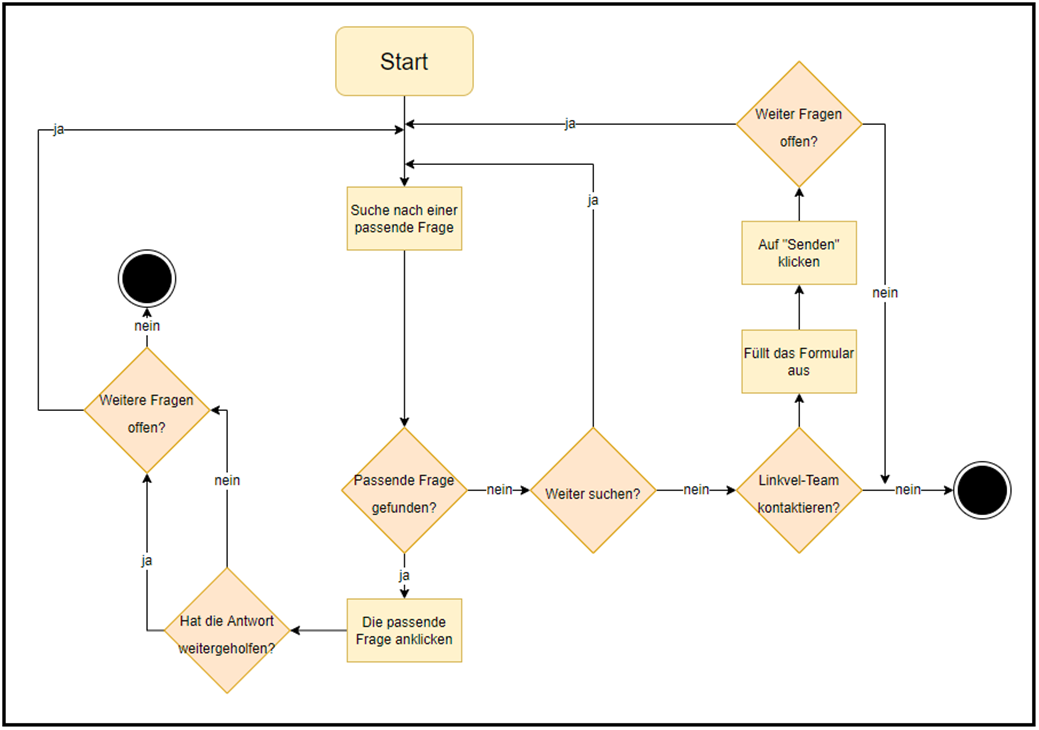 Start
Weiter Fragen
offen?
ja
ja
Suche nach einer
passende Frage
ja
Auf "Senden"
klicken
nein
nein
Füllt das Formular
aus
Weitere Fragen
offen?
nein
Passende Frage
gefunden?
nein
Weiter suchen?
nein
Linkvel-Team
kontaktieren?
nein
ja
ja
Hat die Antwort
weitergeholfen?
Die passende
Frage anklicken